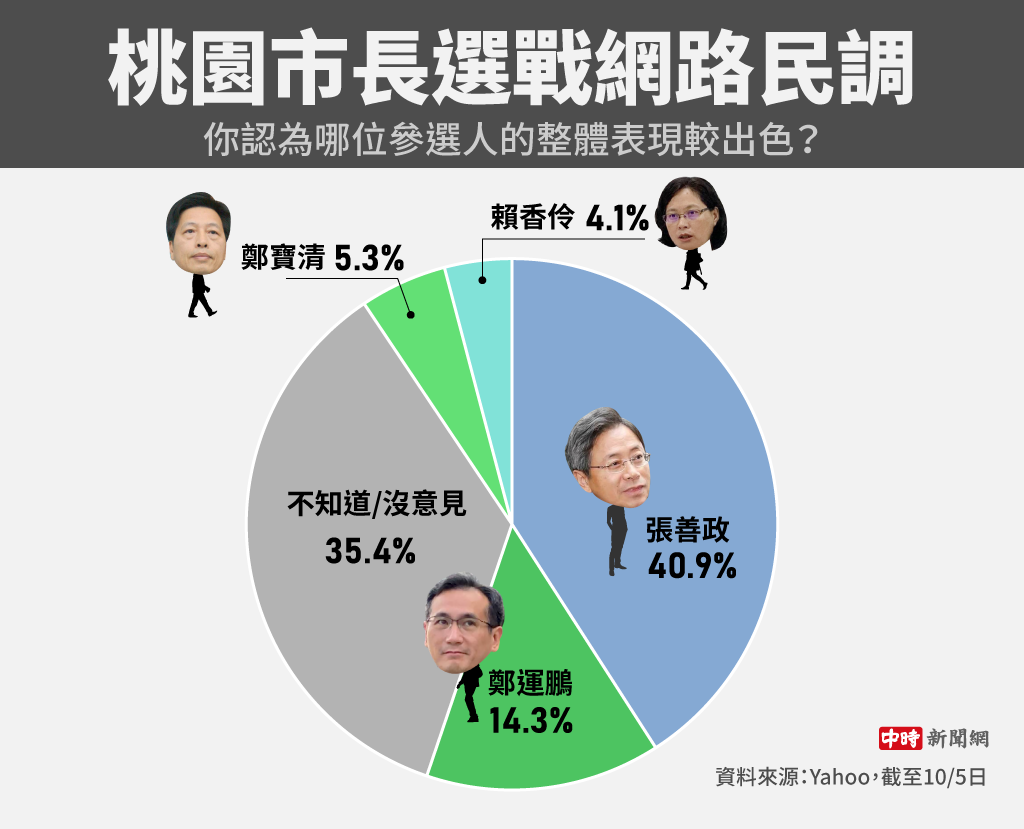 桃園市長選戰網路民調
你認為哪位參選人的整體表現較出色？
賴香伶 4.1%
鄭寶清 5.3%
不知道/沒意見
35.4%
張善政
40.9%
鄭運鵬
14.3%
中時 新聞網
資料來源：Yahoo，截至10/5日